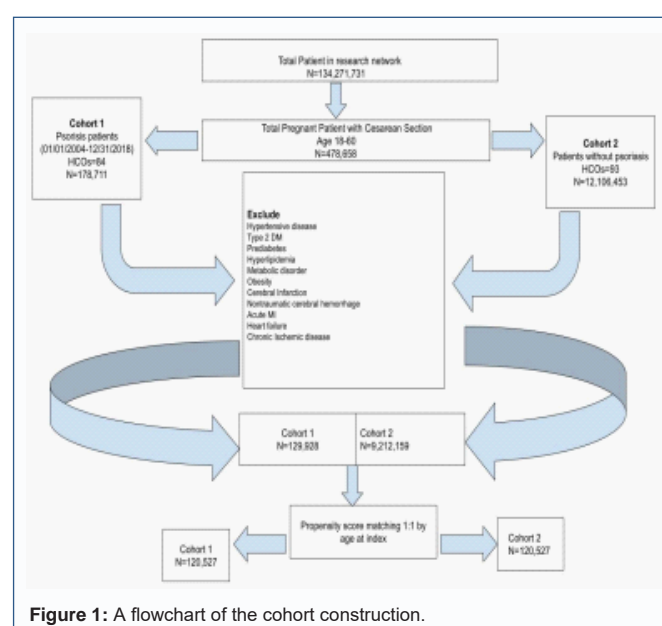 Total Patient in research network
N=134,271,731
Cohort 1
Psorisis patients
(01/01/2004-12/31/2018)
HCOs=84
N=178,711
Total Pregnant Patient with Cesarean Section
Age 18-60
N=478,658
Cohort 2
Patients without psoriasis
HCOs=93
N=12,106,453
Exclude
Hypertensive disease
Type 2 DM
Prediabetes
Hyperlipidemia
Metabolic disorder
Obesity
Cerebral Infarction
Nontraumatic cerebral hemorrhage
Acute MI
Heart failure
Chronic Ischemic disease
Cohort 1
N=129,928
Cohort 2
N=9,212,159
Propensity score matching 1:1 by
age at index
Cohort 1
N=120,527
Cohort 2
N=120,527
Figure 1: A flowchart of the cohort construction.